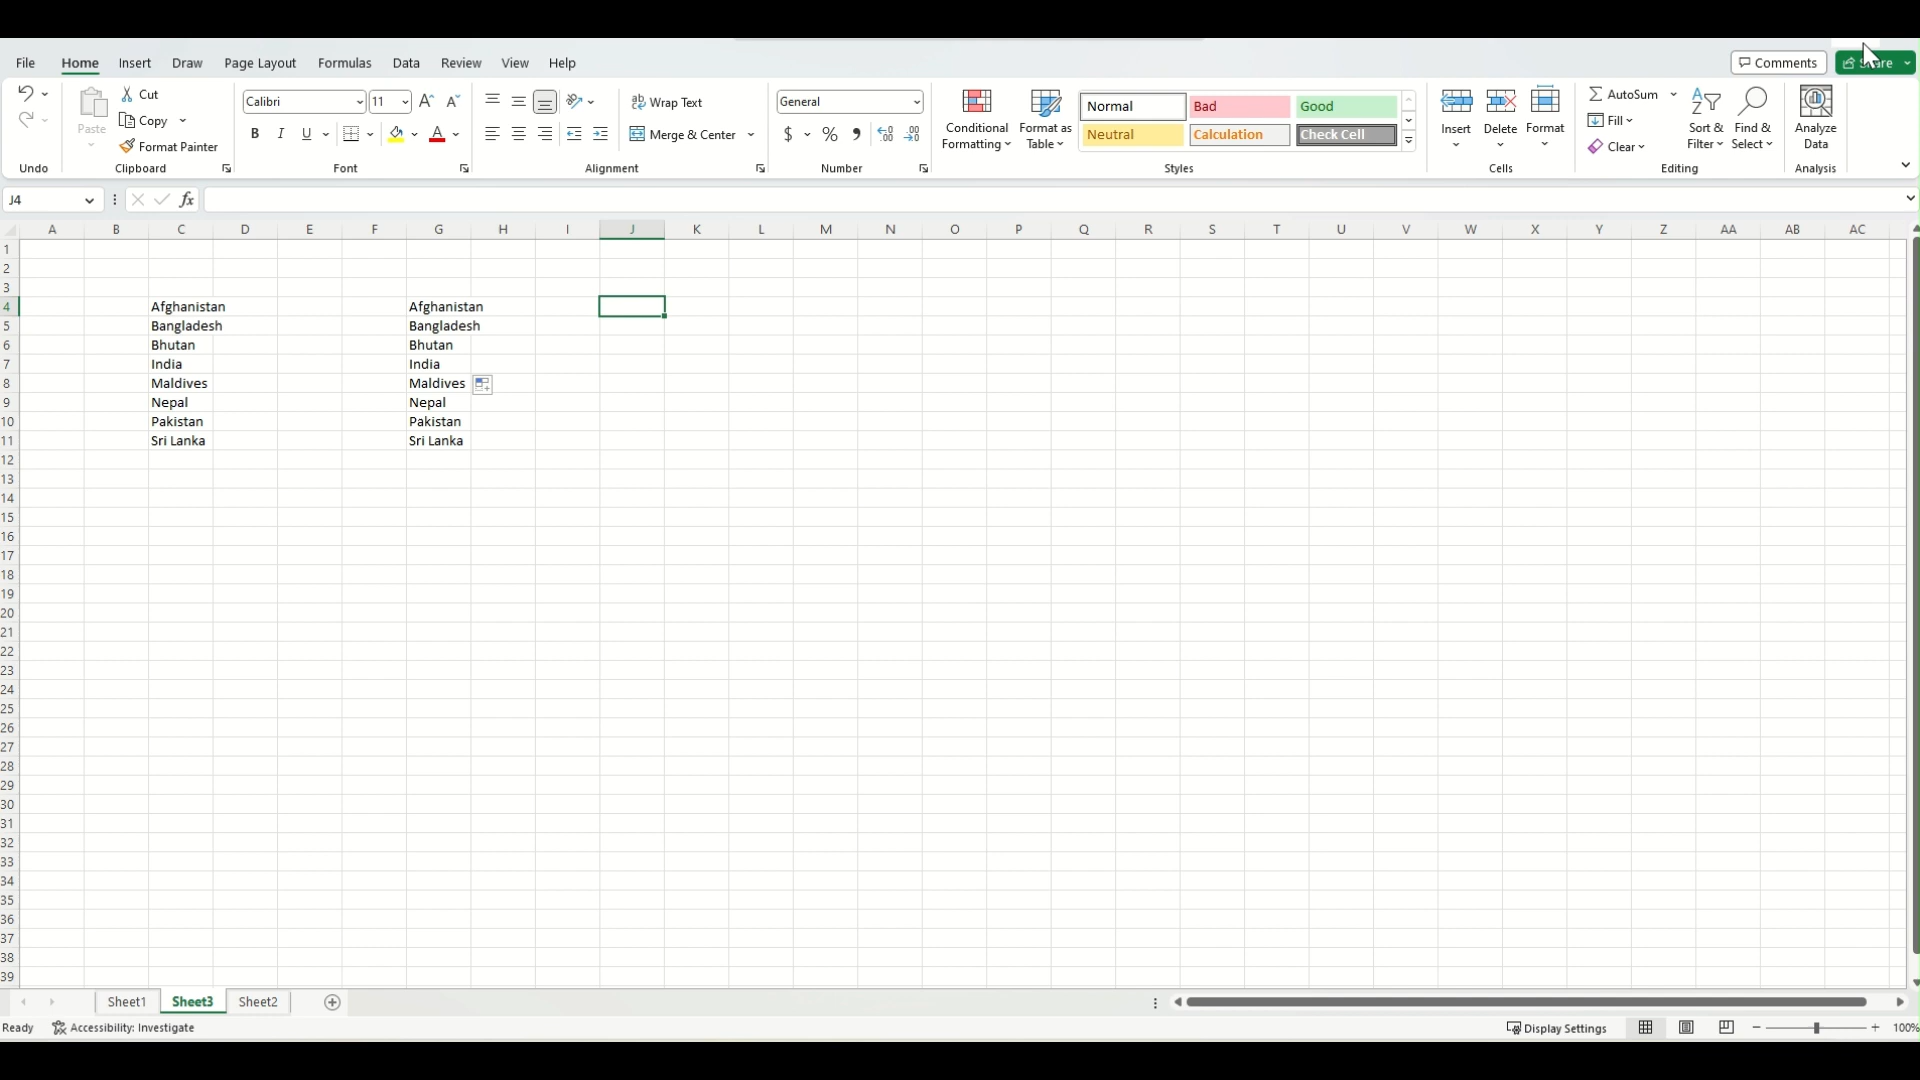 File Home Insert Draw Page Layout Formulas Data Review View Help Comments
Paste Cut Copy Format Painter
Calibri 11 B I U A
Wrap Text Merge & Center
General $ % 9
Conditional Formatting Format as Table
Normal Bad Good
Neutral Calculation Check Cell
Insert Delete Format
AutoSum Fill Clear Sort & Filter Find & Select Analyze Data
Undo Clipboard Font Alignment Number Styles Cells Editing Analysis
J4 fx
A B C D E F G H I J K L M N O P Q R S T U V W X Y Z AA AB AC
1
2
3
4 Afghanistan Afghanistan
5 Bangladesh Bangladesh
6 Bhutan Bhutan
7 India India
8 Maldives Maldives
9 Nepal Nepal
10 Pakistan Pakistan
11 Sri Lanka Sri Lanka
12
13
14
15
16
17
18
19
20
21
22
23
24
25
26
27
28
29
30
31
32
33
34
35
36
37
38
39
Sheet1 Sheet3 Sheet2
Ready Accessibility: Investigate Display Settings 100%